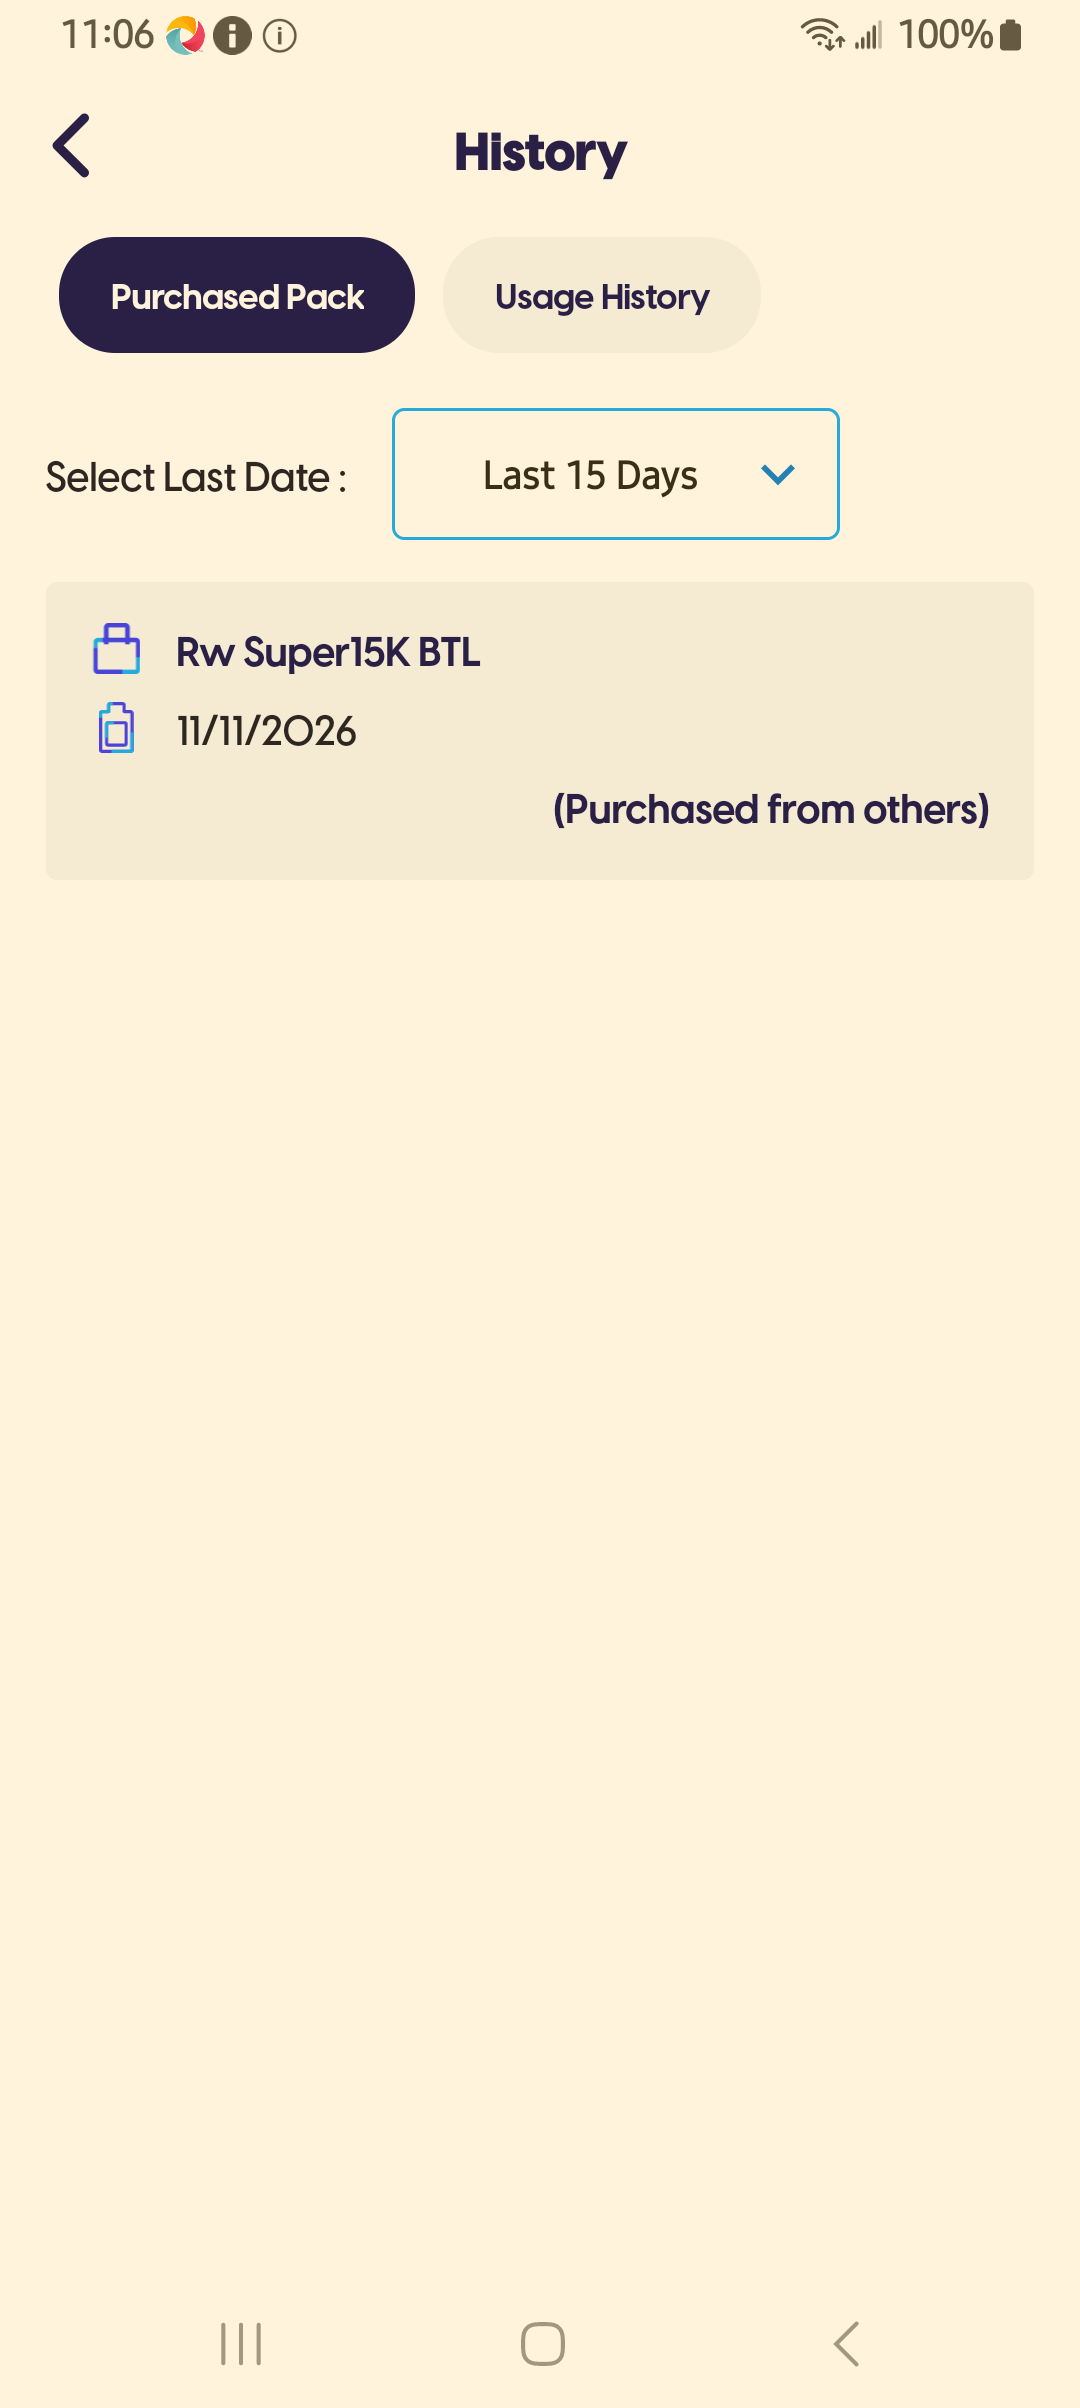 11:06
100%
History
Purchased Pack
Usage History
Select Last Date :
Last 15 Days
Rw Super15K BTL
11/11/2026
(Purchased from others)